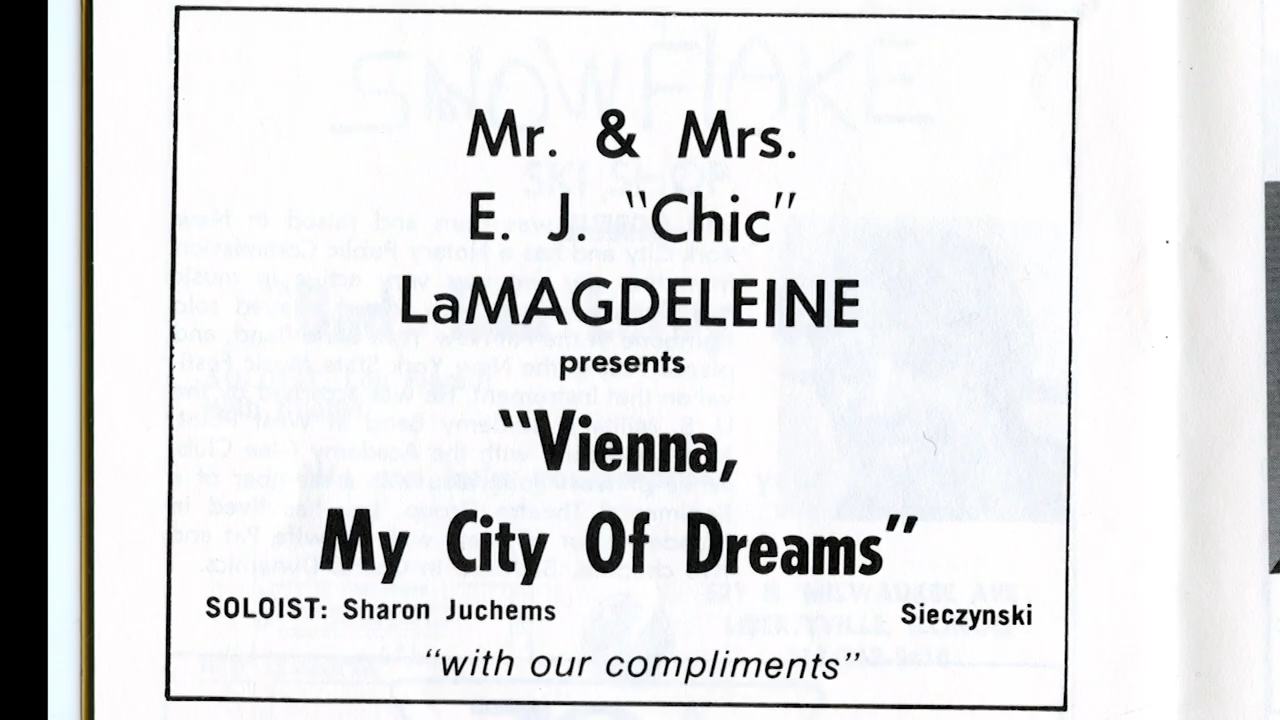 Mr. & Mrs.
E. J. "Chic"
LaMAGDELEINE
presents
"Vienna,
My City Of Dreams"
SOLOIST: Sharon Juchems Sieczynski
"with our compliments"